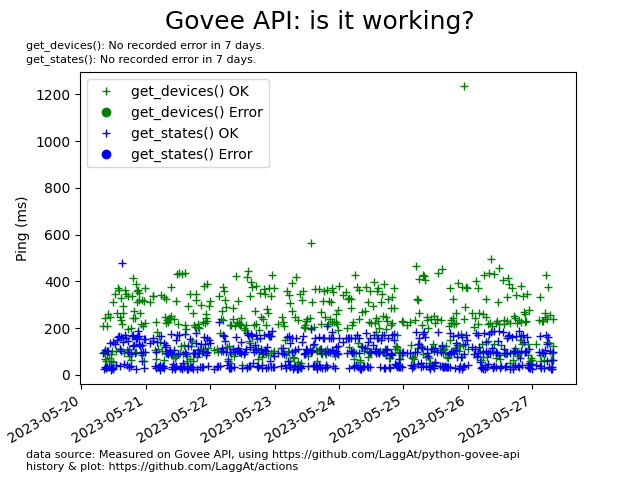 Govee API: is it working?
get_devices(): No recorded error in 7 days.
get_states(): No recorded error in 7 days.
get_devices() OK
get_devices() Error
get_states() OK
get_states() Error
Ping (ms)
1200
1000
800
600
400
200
0
2023-05-20
2023-05-21
2023-05-22
2023-05-23
2023-05-24
2023-05-25
2023-05-26
2023-05-27
data source: Measured on Govee API, using https://github.com/LaggAt/python-govee-api
history & plot: https://github.com/LaggAt/actions